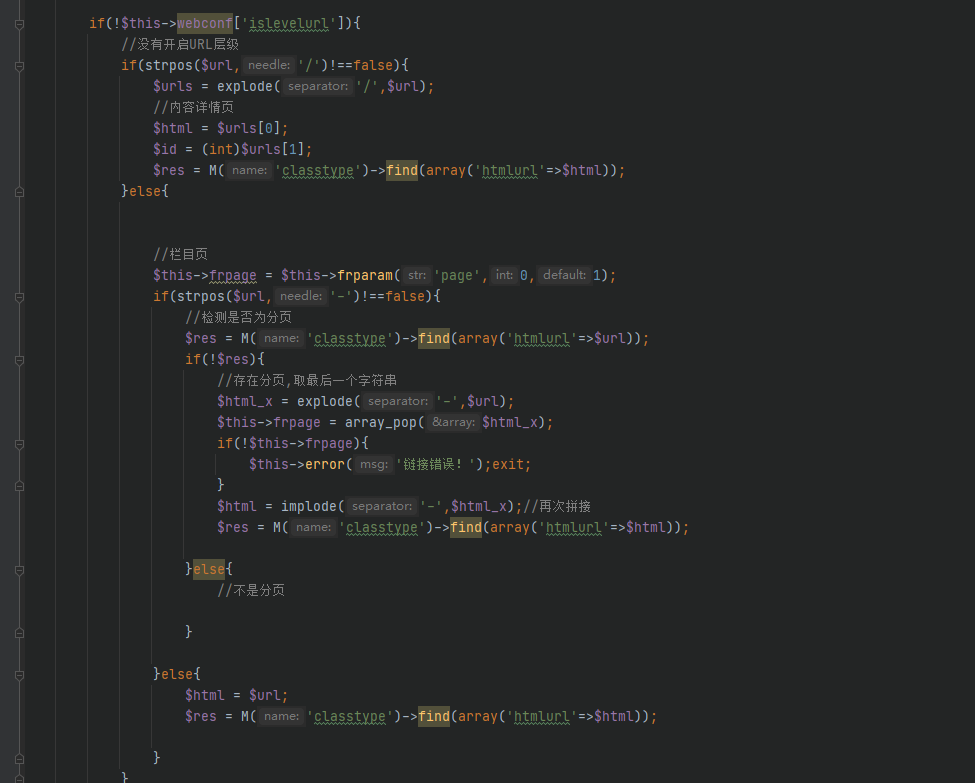 if(!$this->webconf['islevelurl']){
//没有开启URL层级
if(strpos($url, needle: '/')!==false){
$urls = explode( separator: '/',$url);
//内容详情页
$html = $urls[0];
$id = (int)$urls[1];
$res = M( name: 'classtype')->find(array('htmlurl'=>$html));
}else{
//栏目页
$this->frpage = $this->frparam( str: 'page', int: 0, default: 1);
if(strpos($url, needle: '-')!==false){
//检测是否为分页
$res = M( name: 'classtype')->find(array('htmlurl'=>$url));
if(!$res){
//存在分页,取最后一个字符串
$html_x = explode( separator: '-',$url);
$this->frpage = array_pop( &array: $html_x);
if(!$this->frpage){
$this->error( msg: '链接错误! ');exit;
}
$html = implode( separator: '-',$html_x);//再次拼接
$res = M( name: 'classtype')->find(array('htmlurl'=>$html));
}else{
//不是分页
}
}else{
$html = $url;
$res = M( name: 'classtype')->find(array('htmlurl'=>$html));
}
}